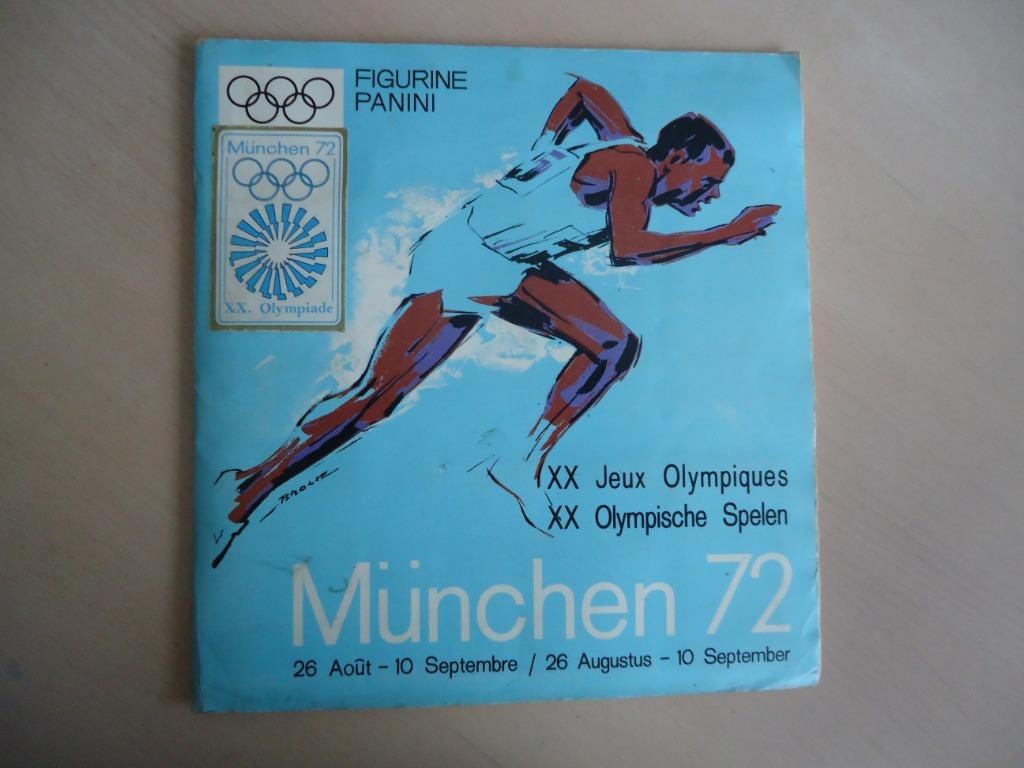 FIGURINE
PANINI
München 72
XX. Olympiade
XX Jeux Olympiques
XX Olympische Spelen
München 72
26 Août – 10 Septembre / 26 Augustus – 10 September